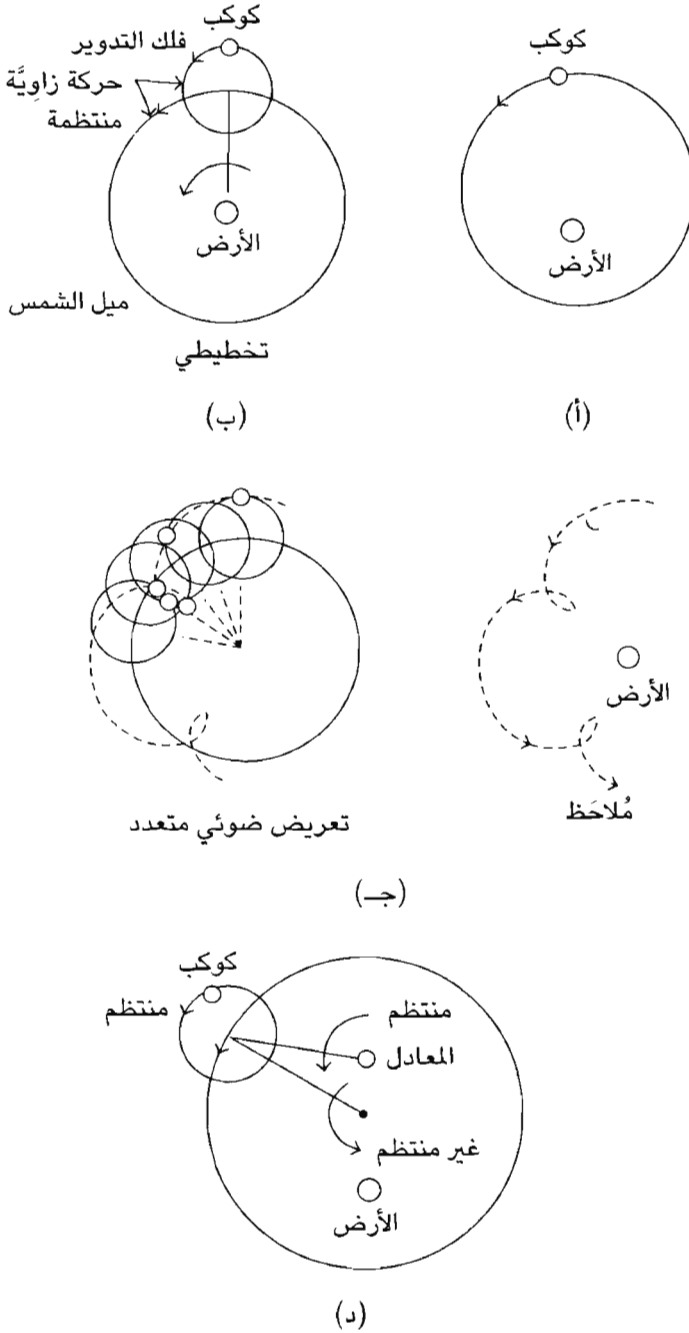 كوكب
الأرض
(أ)
كوكب
فلك التدوير
حركة زاوِيَّة
منتظمة
الأرض
ميل الشمس
تخطيطي
(ب)
الأرض
مُلاحَظ
تعريض ضوئي متعدد
(جـ)
كوكب
منتظم
منتظم
المعادل
غير منتظم
الأرض
(د)